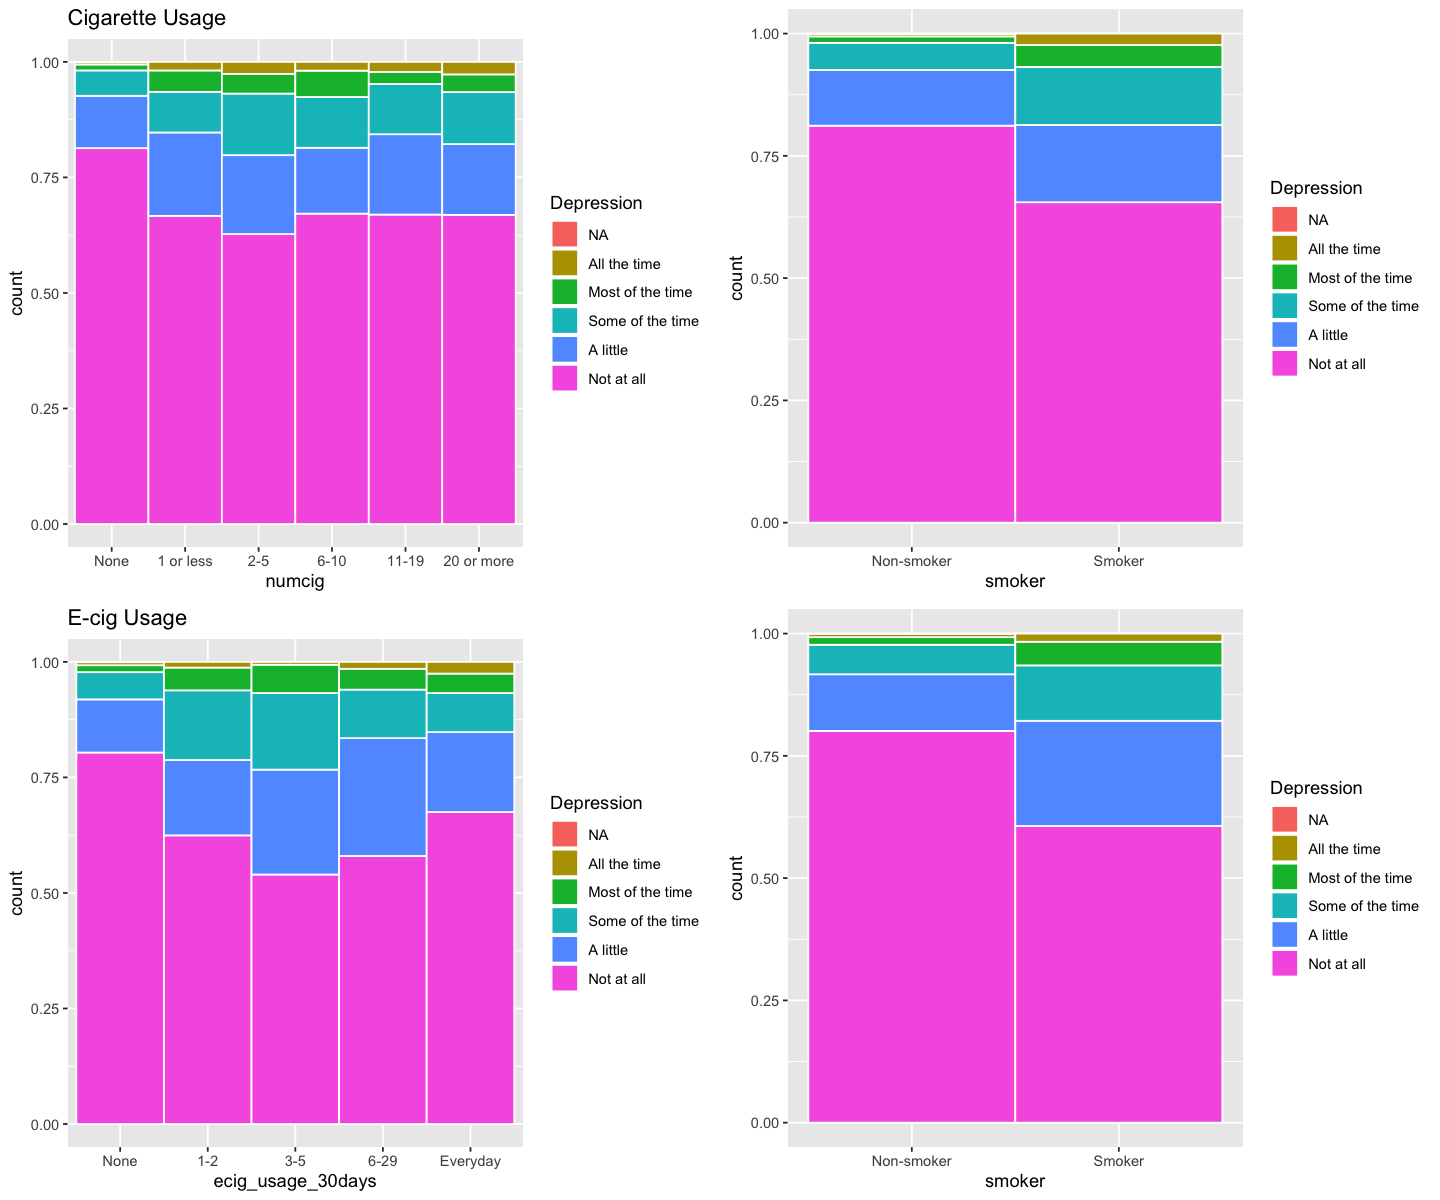 Cigarette Usage
count
1.00
0.75
0.50
0.25
0.00
None 1 or less 2-5 6-10 11-19 20 or more
numcig
Depression
NA
All the time
Most of the time
Some of the time
A little
Not at all
count
1.00
0.75
0.50
0.25
0.00
Non-smoker Smoker
smoker
Depression
NA
All the time
Most of the time
Some of the time
A little
Not at all
E-cig Usage
count
1.00
0.75
0.50
0.25
0.00
None 1-2 3-5 6-29 Everyday
ecig_usage_30days
Depression
NA
All the time
Most of the time
Some of the time
A little
Not at all
count
1.00
0.75
0.50
0.25
0.00
Non-smoker Smoker
smoker
Depression
NA
All the time
Most of the time
Some of the time
A little
Not at all